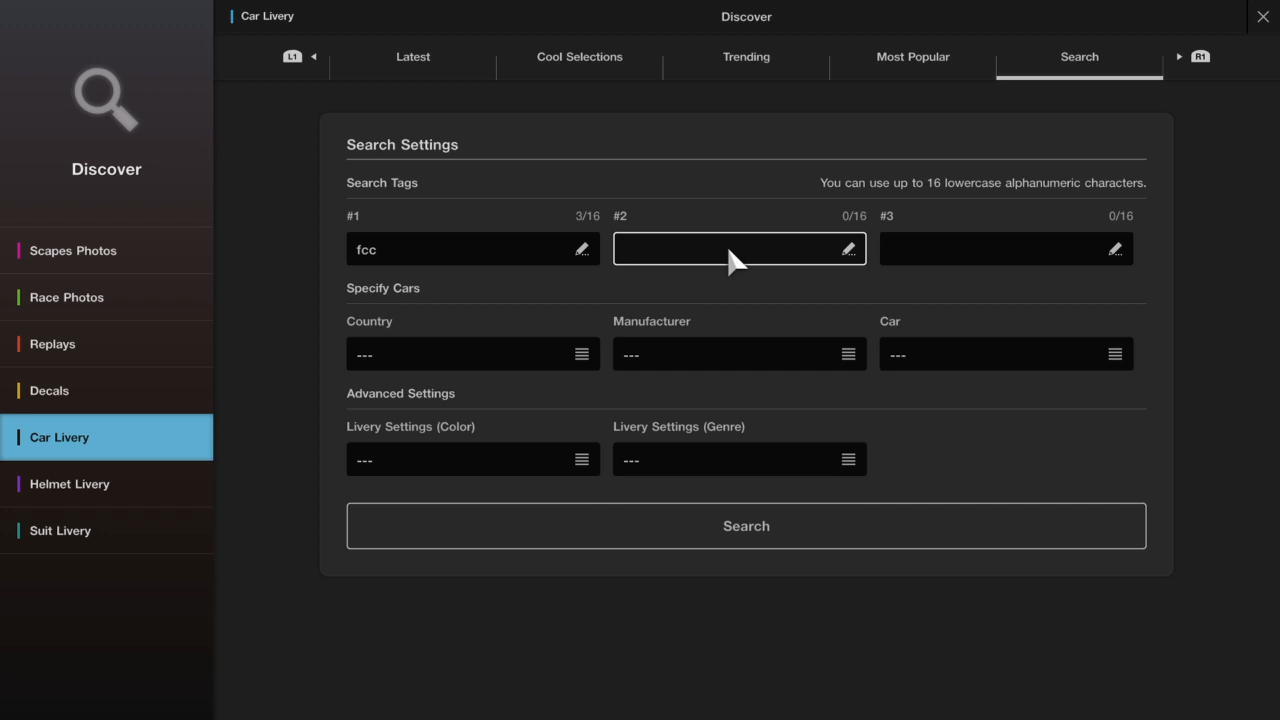 Car Livery
Discover
L1
Latest
Cool Selections
Trending
Most Popular
Search
R1
Discover
Scapes Photos
Race Photos
Replays
Decals
Car Livery
Helmet Livery
Suit Livery
Search Settings
Search Tags
You can use up to 16 lowercase alphanumeric characters.
#1 3/16
#2 0/16
#3 0/16
fcc
Specify Cars
Country
Manufacturer
Car
---
---
---
Advanced Settings
Livery Settings (Color)
Livery Settings (Genre)
---
---
Search